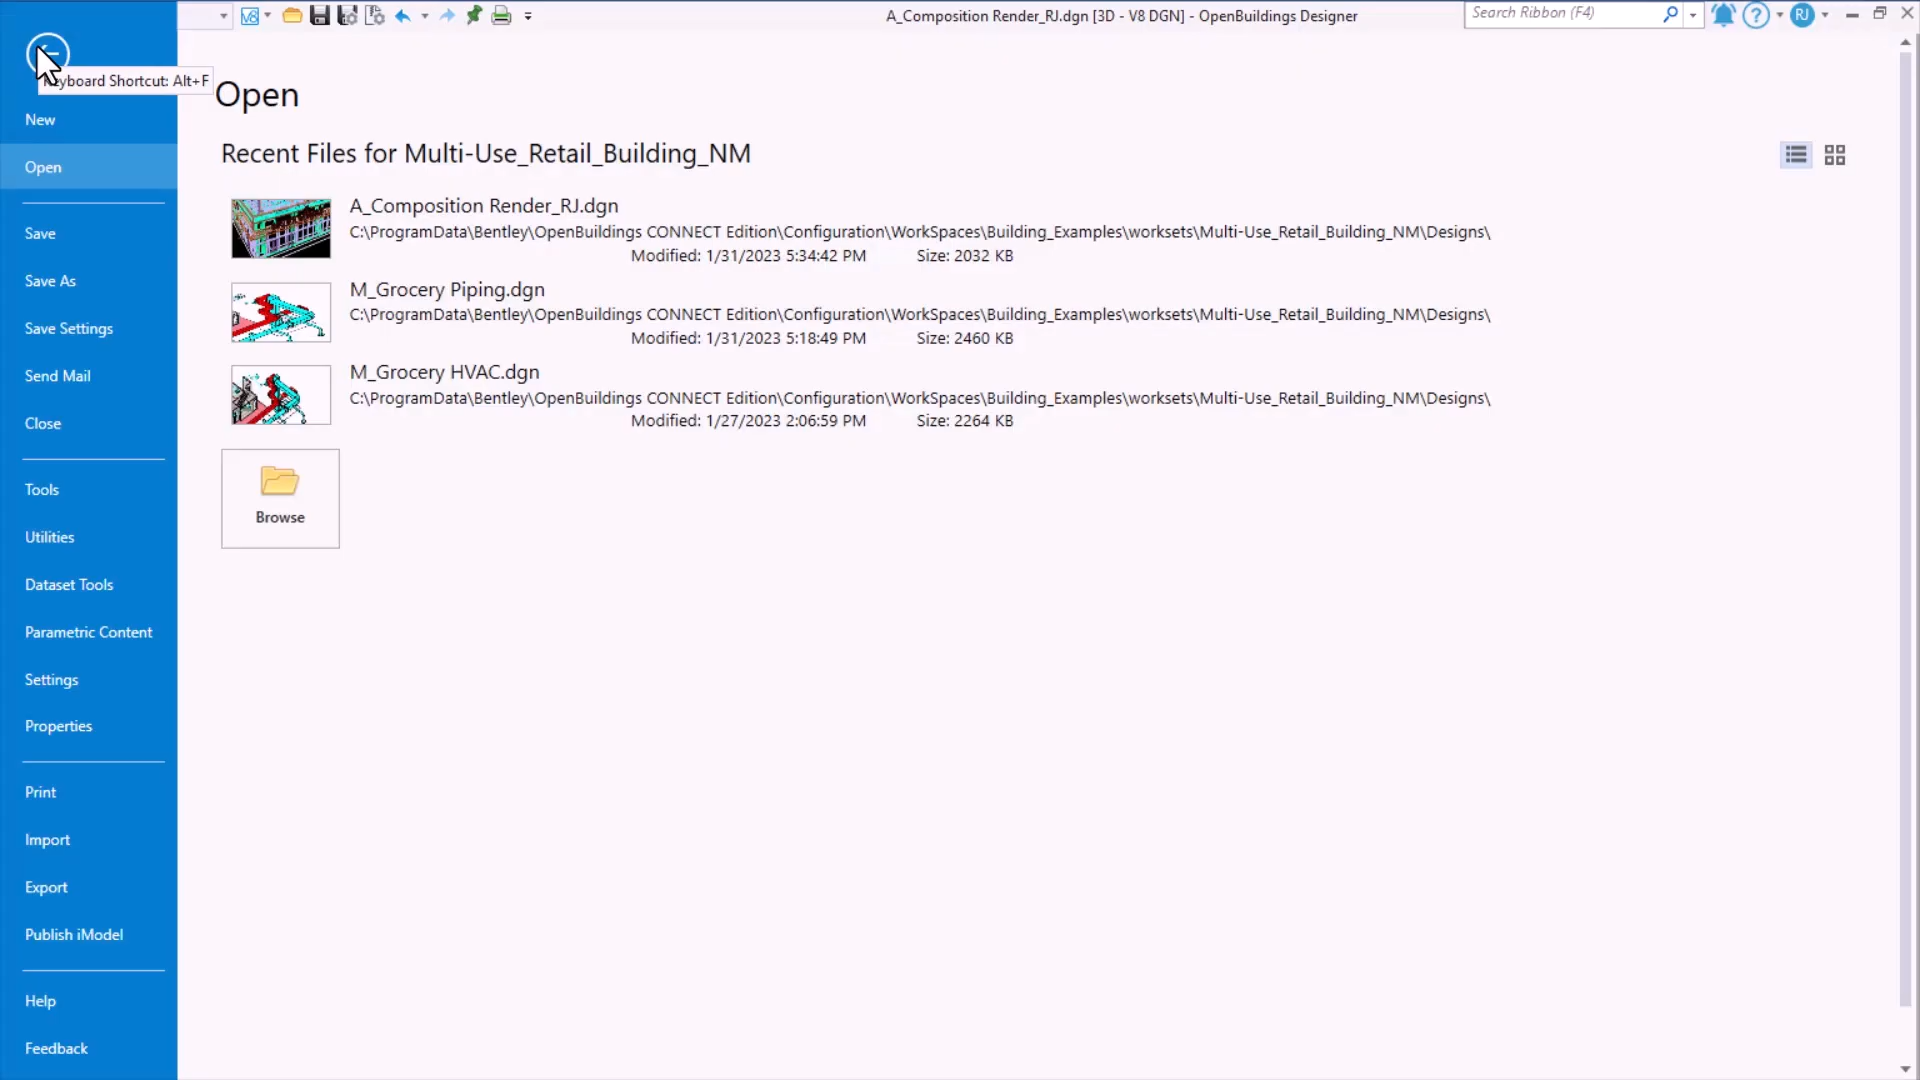 A_Composition Render_RJ.dgn [3D - V8 DGN] - OpenBuildings Designer
Search Ribbon (F4)
RJ
Keyboard Shortcut: Alt+F
Open
New
Open
Save
Save As
Save Settings
Send Mail
Close
Tools
Utilities
Dataset Tools
Parametric Content
Settings
Properties
Print
Import
Export
Publish iModel
Help
Feedback
Recent Files for Multi-Use_Retail_Building_NM
A_Composition Render_RJ.dgn
C:\ProgramData\Bentley\OpenBuildings CONNECT Edition\Configuration\WorkSpaces\Building_Examples\worksets\Multi-Use_Retail_Building_NM\Designs\
Modified: 1/31/2023 5:34:42 PM Size: 2032 KB
M_Grocery Piping.dgn
C:\ProgramData\Bentley\OpenBuildings CONNECT Edition\Configuration\WorkSpaces\Building_Examples\worksets\Multi-Use_Retail_Building_NM\Designs\
Modified: 1/31/2023 5:18:49 PM Size: 2460 KB
M_Grocery HVAC.dgn
C:\ProgramData\Bentley\OpenBuildings CONNECT Edition\Configuration\WorkSpaces\Building_Examples\worksets\Multi-Use_Retail_Building_NM\Designs\
Modified: 1/27/2023 2:06:59 PM Size: 2264 KB
Browse